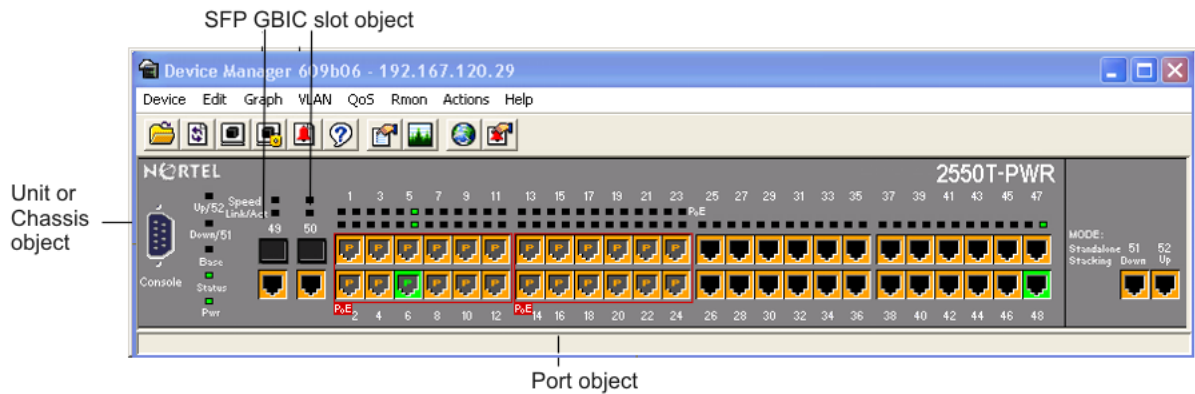 SFP GBIC slot object
Device Manager 609b06 - 192.167.120.29
Device Edit Graph VLAN QoS Rmon Actions Help
NORTEL
2550T-PWR
Unit or
Chassis
object
Up/52 Speed
Link/Act
1 3 5 7 9 11 13 15 17 19 21 23 25 27 29 31 33 35 37 39 41 43 45 47
PoE
49 50
Down/51
Base
Console
Status
Pwr
P P P P P P P P P P P P
P P P P P P P P P P P P
MODE:
Standalone 51 52
Stacking Down Up
PoE 2 4 6 8 10 12 PoE 14 16 18 20 22 24 26 28 30 32 34 36 38 40 42 44 46 48
Port object